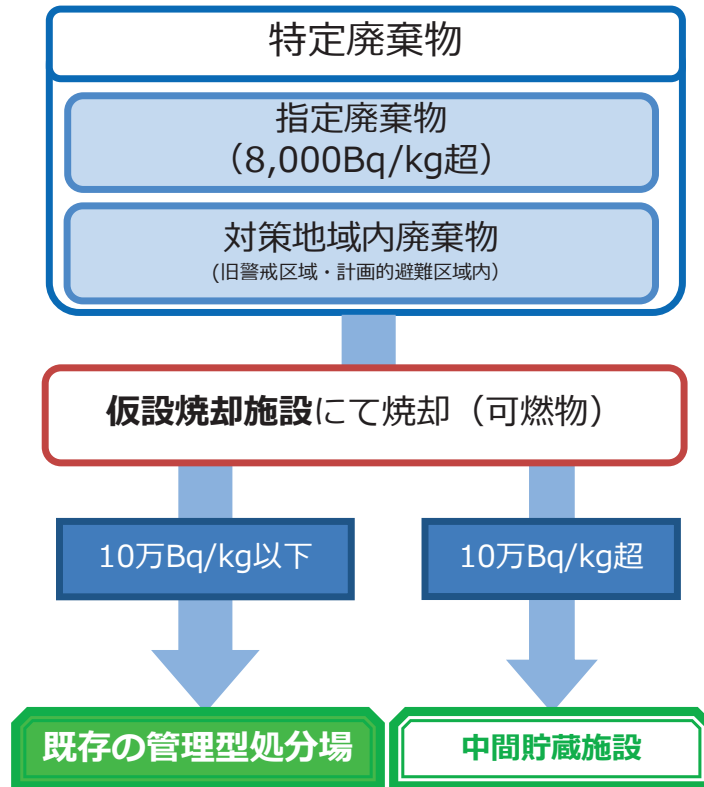 特定廃棄物
指定廃棄物
（8,000Bq/kg超）
対策地域内廃棄物
(旧警戒区域・計画的避難区域内）
仮設焼却施設にて焼却（可燃物）
10万Bq/kg以下
10万Bq/kg超
既存の管理型処分場
中間貯蔵施設